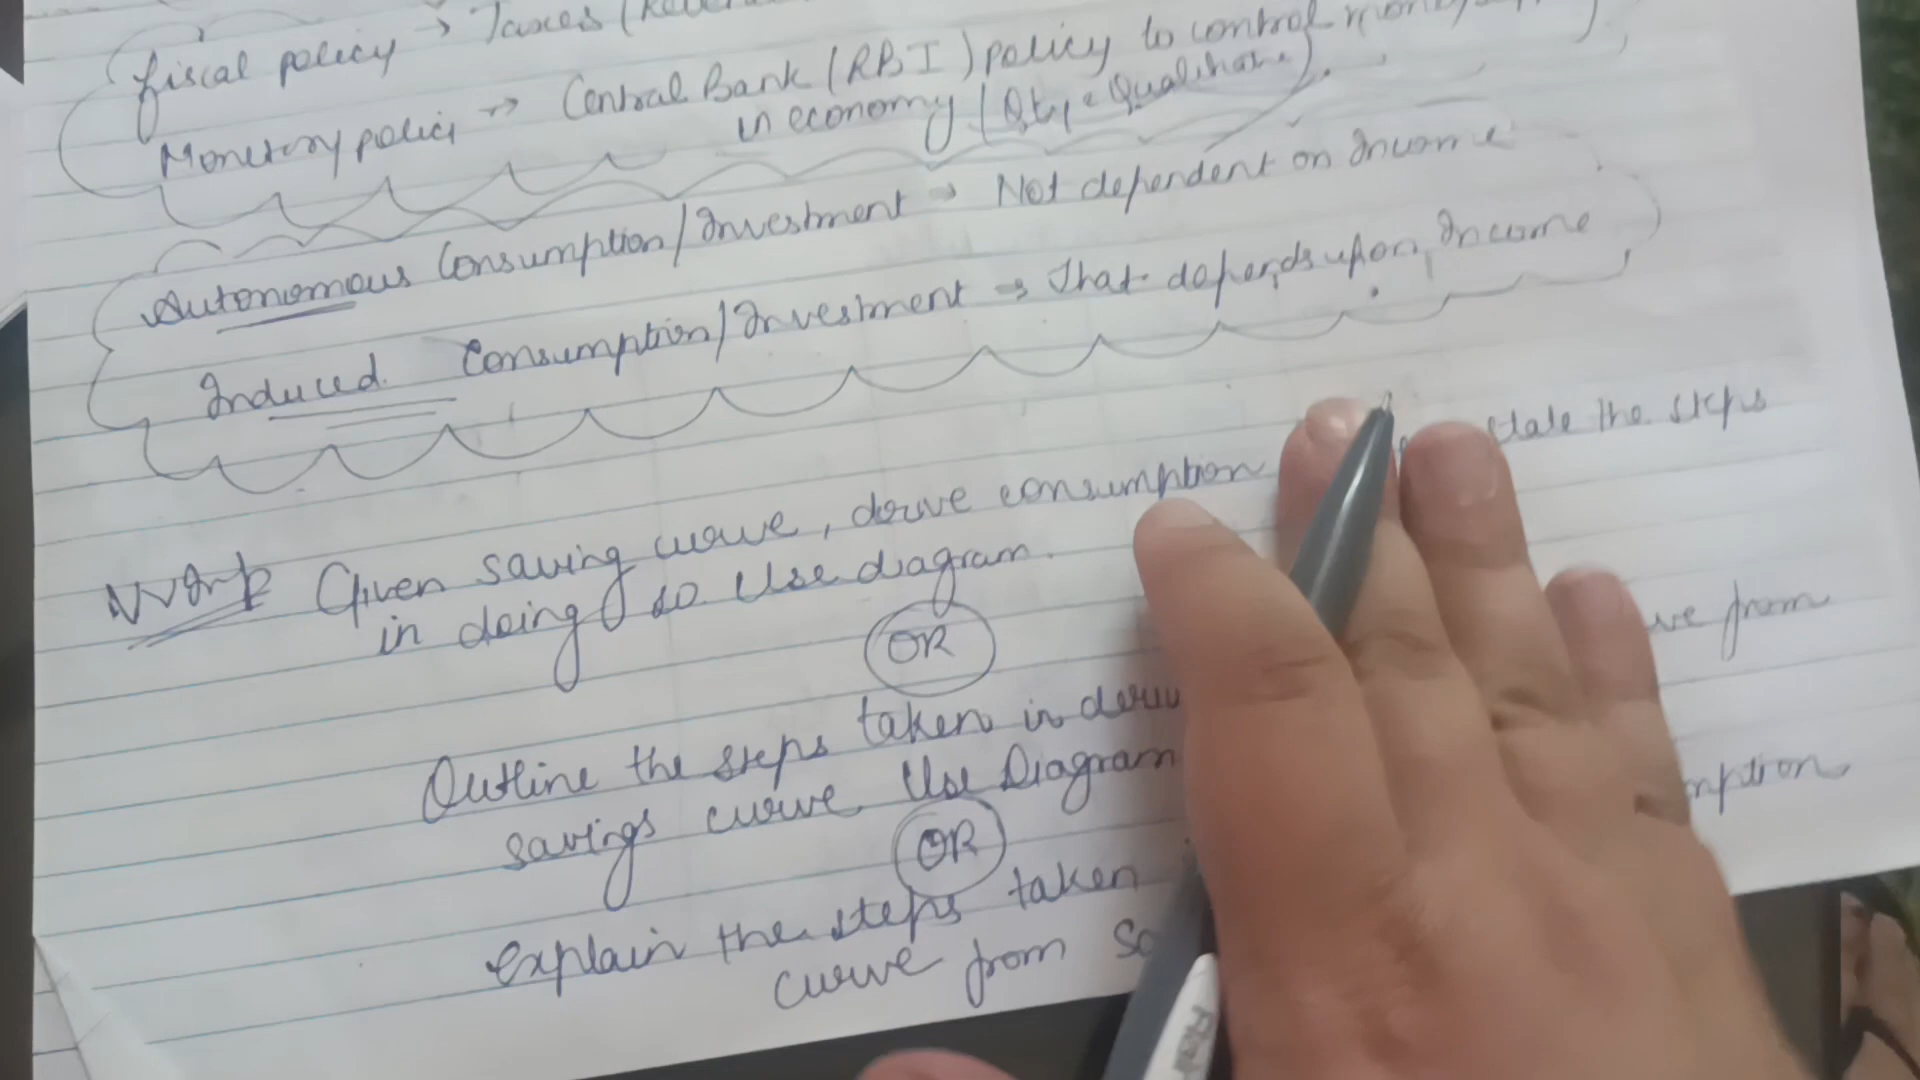 fiscal policy → Taxes (
Monetory policy → Central Bank (RBI) policy to control money
in economy (Qty & Qualitative)
Autonomous Consumption/Investment → Not dependent on Income
Induced Consumption/Investment → That depends upon Income
Given saving curve, derive consumption state the steps
in doing so Use diagram.
OR
Outline the steps taken in from
savings curve Use Diagram
OR
Explain the steps taken
curve from